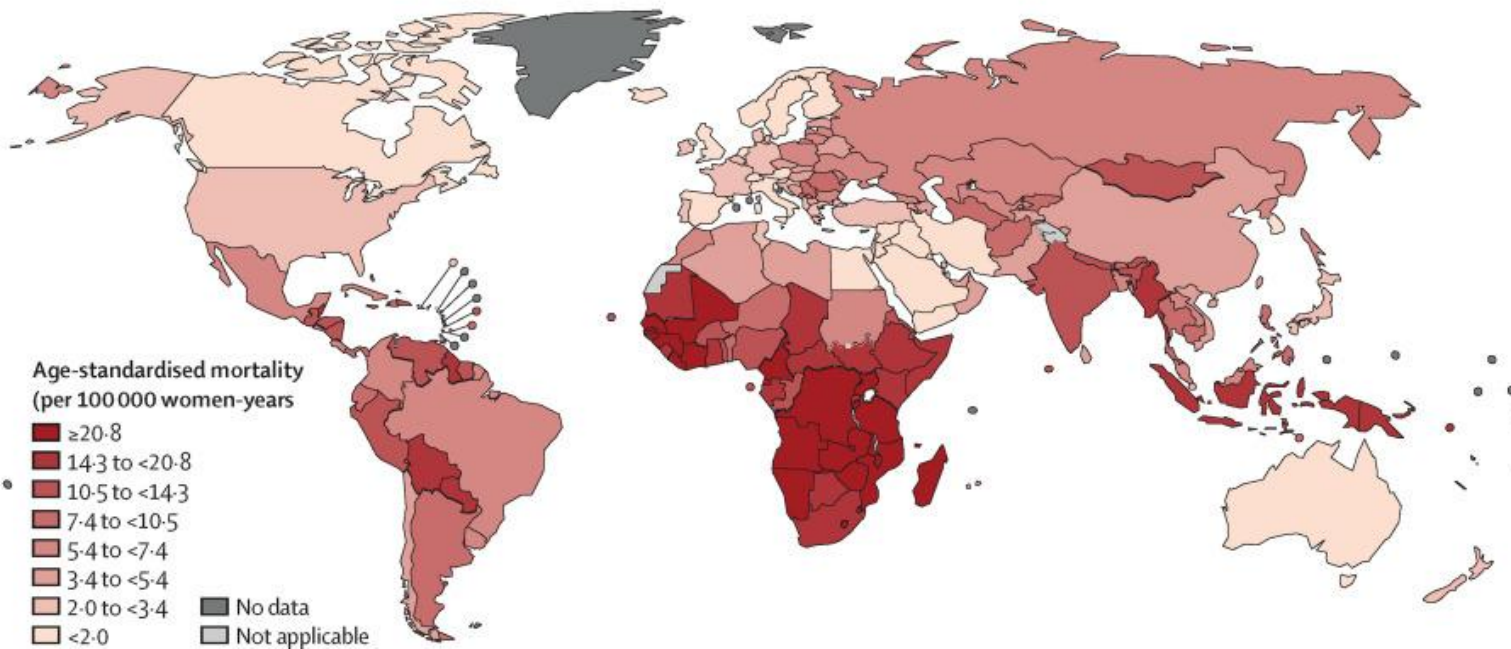 Age-standardised mortality
(per 100 000 women-years
≥20·8
14·3 to <20·8
10·5 to <14·3
7·4 to <10·5
5·4 to <7·4
3·4 to <5·4
2·0 to <3·4
<2·0
No data
Not applicable